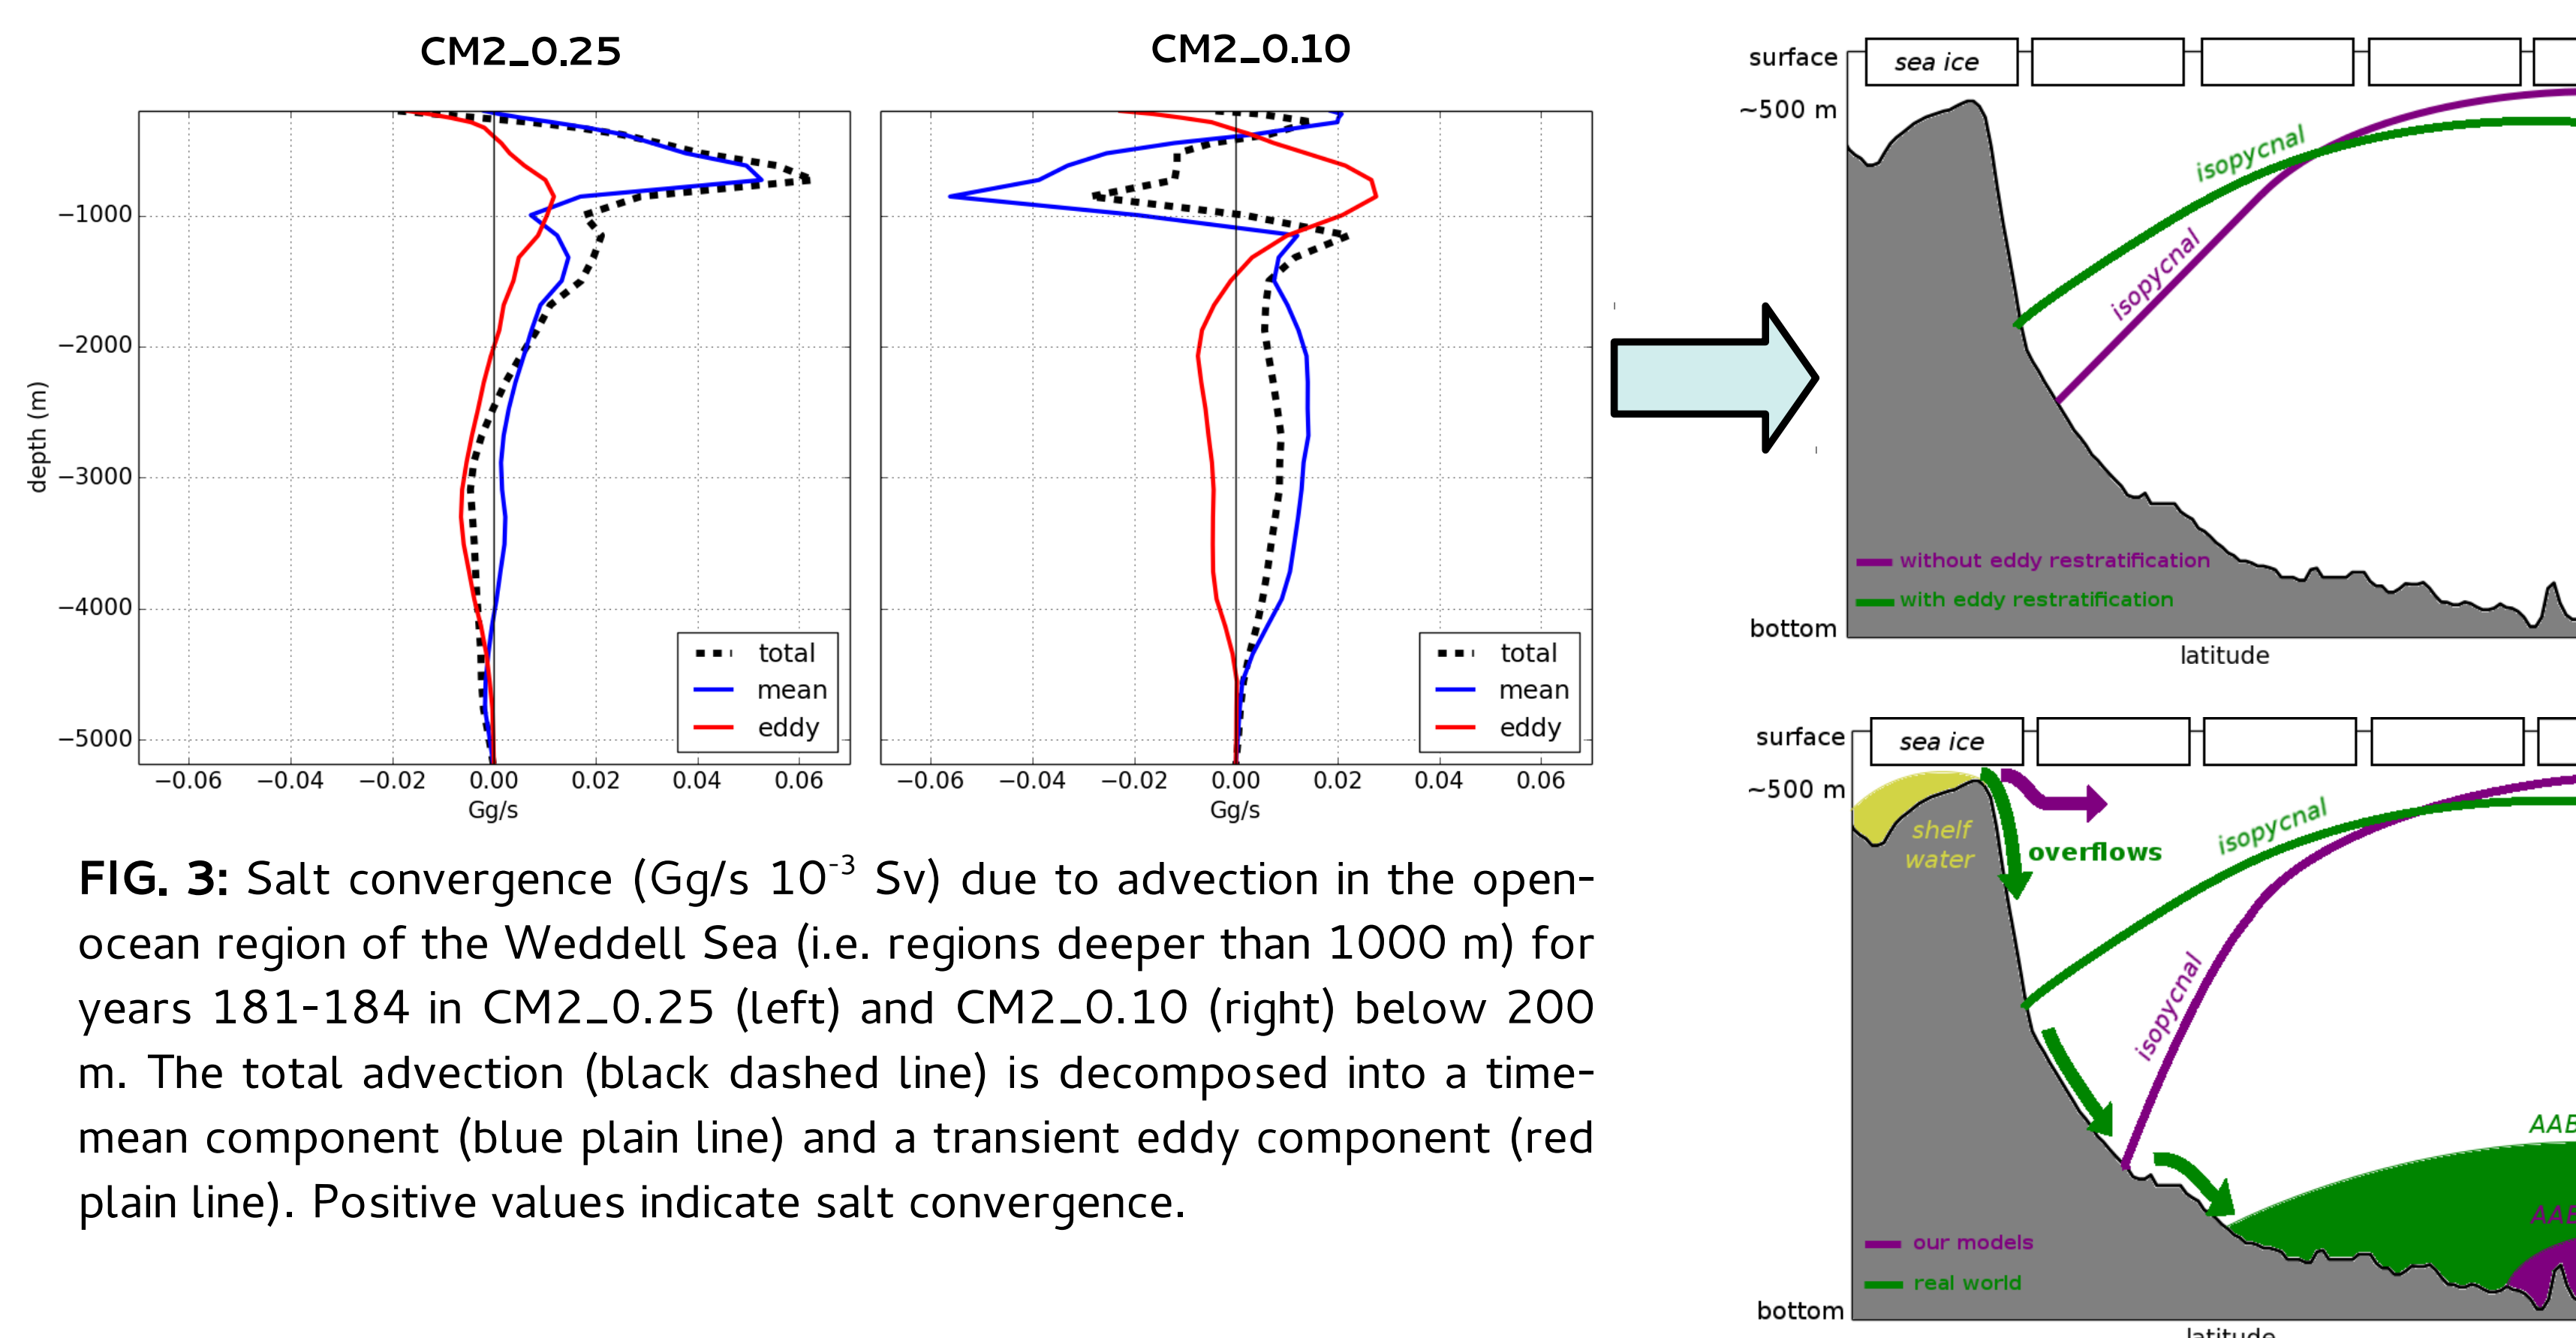 CM2_0.25
−1000
−2000
−3000
−4000
−5000
depth (m)
total
mean
eddy
−0.06 −0.04 −0.02 0.00 0.02 0.04 0.06
Gg/s
CM2_0.10
total
mean
eddy
−0.06 −0.04 −0.02 0.00 0.02 0.04 0.06
Gg/s
FIG. 3: Salt convergence (Gg/s 10⁻³ Sv) due to advection in the open-
ocean region of the Weddell Sea (i.e. regions deeper than 1000 m) for
years 181-184 in CM2_0.25 (left) and CM2_0.10 (right) below 200
m. The total advection (black dashed line) is decomposed into a time-
mean component (blue plain line) and a transient eddy component (red
plain line). Positive values indicate salt convergence.
surface
sea ice
~500 m
isopycnal
isopycnal
without eddy restratification
with eddy restratification
bottom
latitude
surface
sea ice
~500 m
shelf
water
overflows
isopycnal
isopycnal
AAB
AAB
our models
real world
bottom
latitude